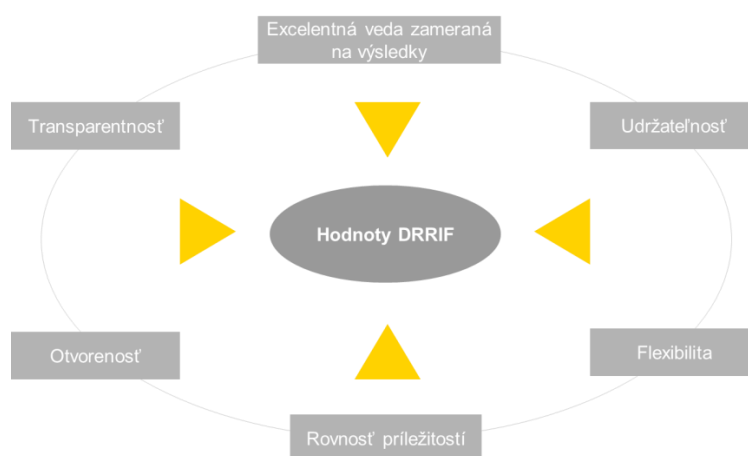 Excelentná veda zameraná
na výsledky
Transparentnosť
Udržateľnosť
Hodnoty DRRIF
Otvorenosť
Flexibilita
Rovnosť príležitostí